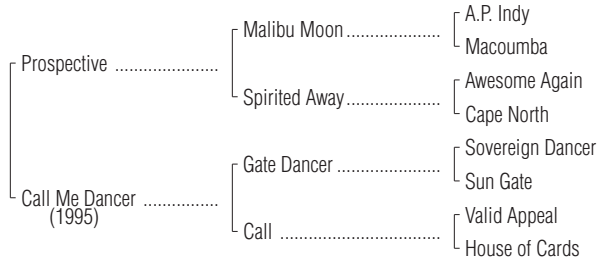 A.P. Indy
Malibu Moon ...................
Macoumba
Prospective .....................
Awesome Again
Spirited Away...................
Cape North
Sovereign Dancer
Gate Dancer .....................
Sun Gate
Call Me Dancer ...............
(1995)
Valid Appeal
Call ................................
House of Cards